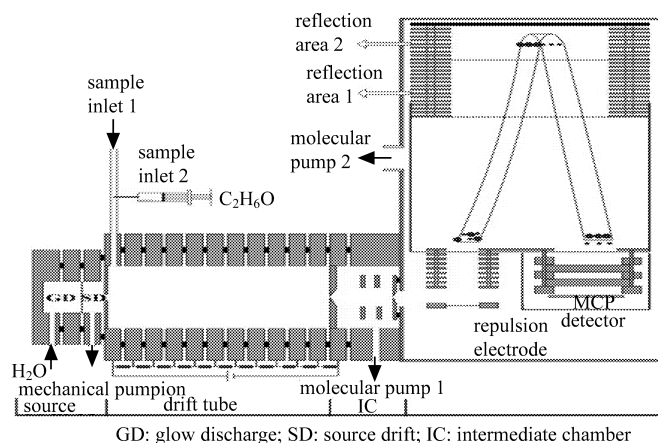 reflection
area 2
reflection
area 1
sample
inlet 1
sample
inlet 2
molecular
pump 2
C₂H₆O
GD SD
MCP
detector
repulsion
electrode
H₂O
mechanical pumpion
source
molecular pump 1
drift tube
IC
GD: glow discharge; SD: source drift; IC: intermediate chamber